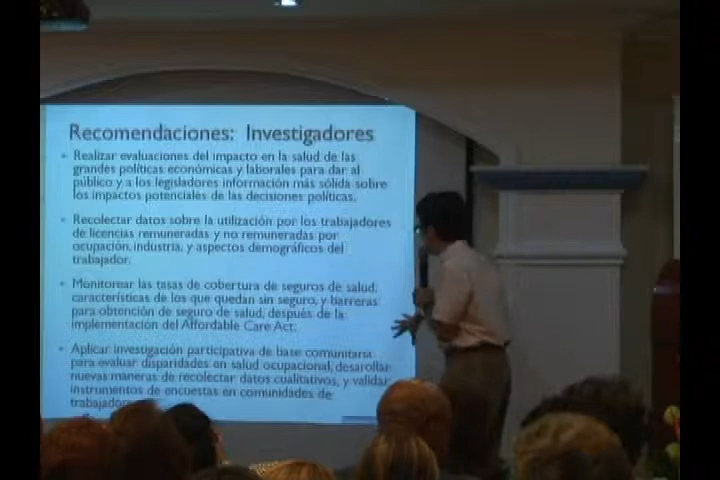 Recomendaciones: Investigadores
Realizar evaluaciones del impacto en la salud de las
grandes políticas económicas y laborales para dar al
público y a los legisladores información más sólida sobre
los impactos potenciales de las decisiones políticas.
Recolectar datos sobre la utilización por los trabajadores
de licencias remuneradas y no remuneradas por
ocupación, industria, y aspectos demográficos del
trabajador.
Monitorear las tasas de cobertura de seguros de salud,
características de los que quedan sin seguro, y barreras
para obtención de seguro de salud, después de la
implementación del Affordable Care Act.
Aplicar investigación participativa de base comunitaria
para evaluar disparidades en salud ocupacional, desarrollar
nuevas maneras de recolectar datos cualitativos, y validar
instrumentos de encuestas en comunidades de